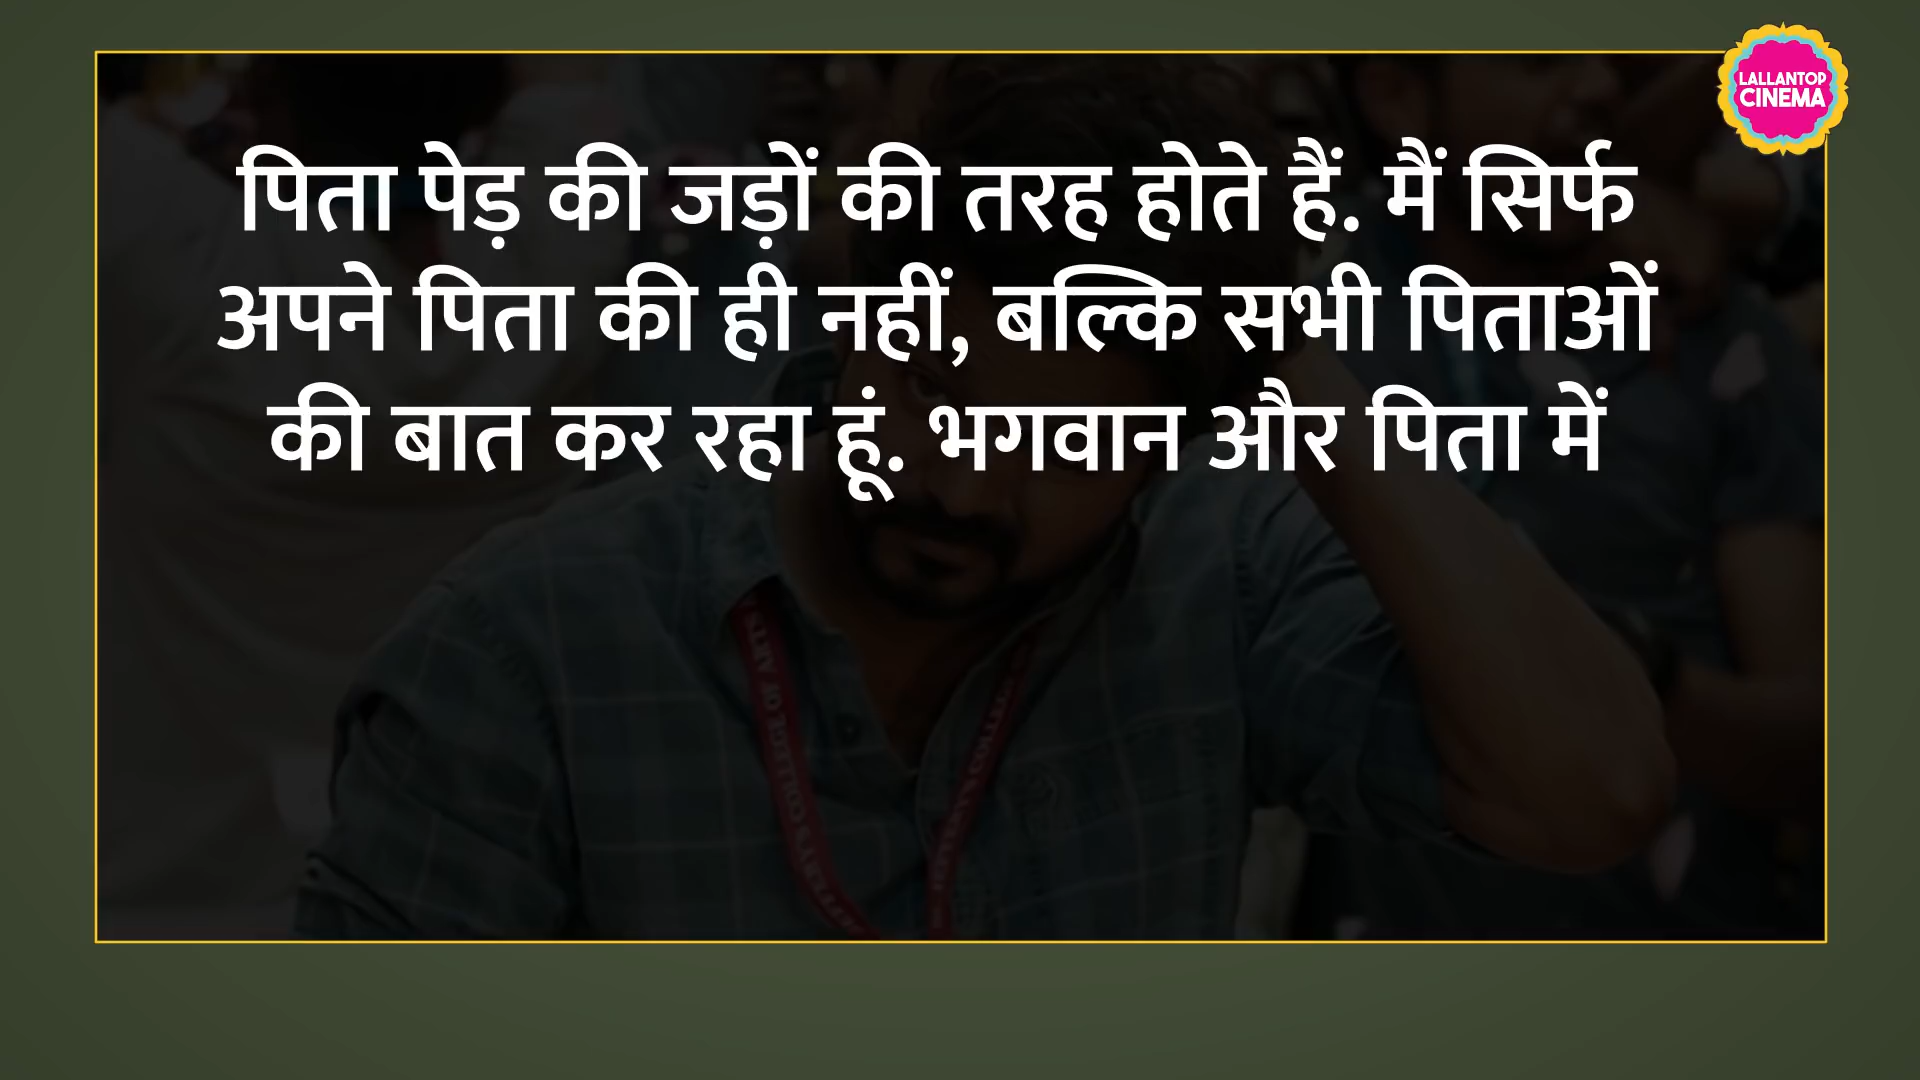 LALLANTOP
CINEMA
पिता पेड़ की जड़ों की तरह होते हैं. मैं सिर्फ
अपने पिता की ही नहीं, बल्कि सभी पिताओं
की बात कर रहा हूं. भगवान और पिता में